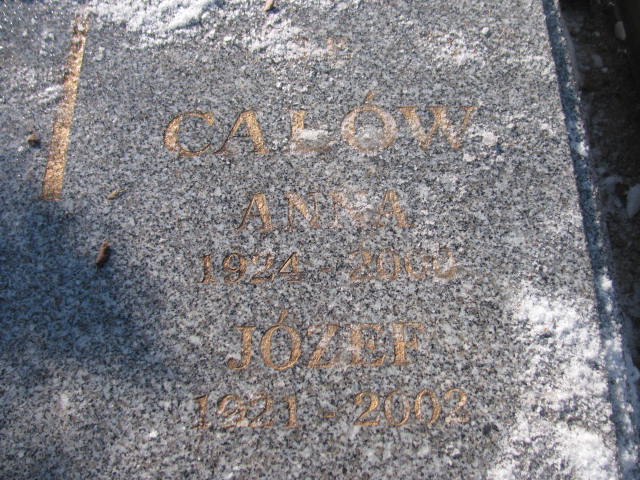 CAŁÓW
ANNA
1924 -
JÓZEF
1921 - 2002